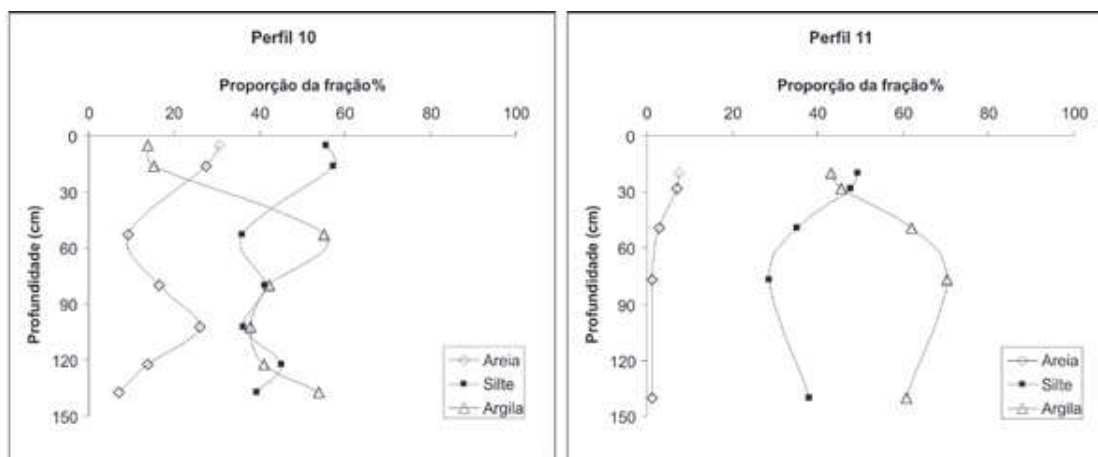 Perfil 10
Proporção da fração%
0 20 40 60 80 100
Profundidade (cm)
0
30
60
90
120
150
Areia
Silte
Argila
Perfil 11
Proporção da fração%
0 20 40 60 80 100
Profundidade (cm)
0
30
60
90
120
150
Areia
Silte
Argila